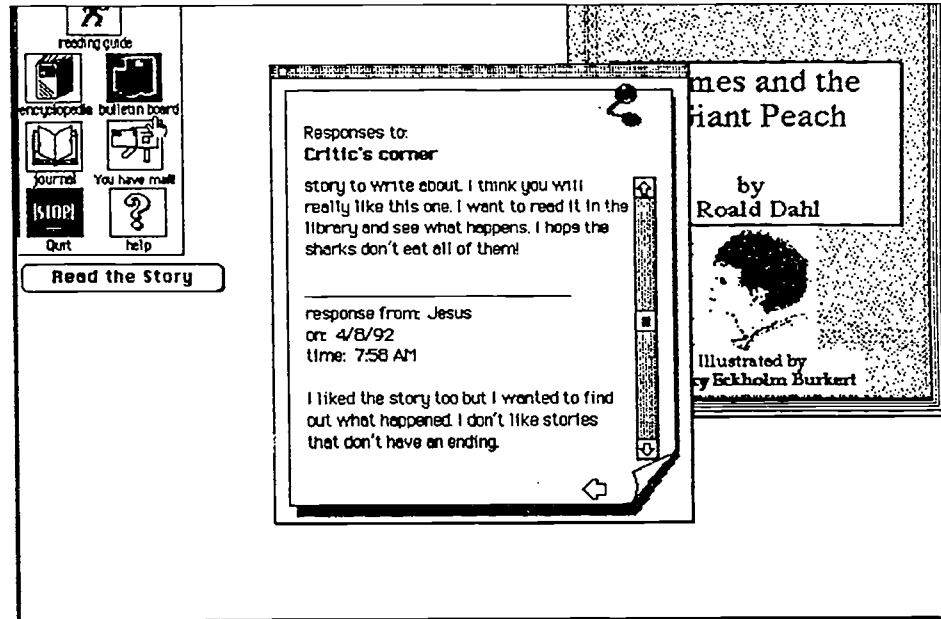 reading guide
encyclopedia bulletin board
journal You have mail!
STOP!
Quit help
Read the Story
Responses to:
Critic's corner
story to write about. I think you will
really like this one. I want to read it in the
library and see what happens. I hope the
sharks don't eat all of them!
response from: Jesus
on: 4/8/92
time: 7:58 AM
I liked the story too but I wanted to find
out what happened. I don't like stories
that don't have an ending.
mes and the
iant Peach
by
Roald Dahl
Illustrated by
y Eckholm Burkert